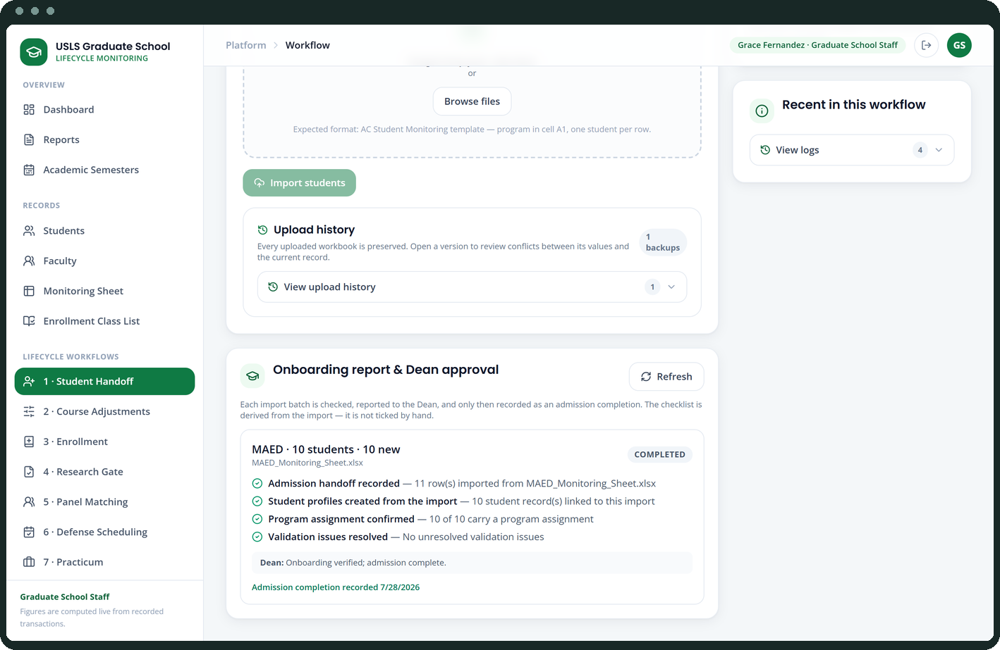 USLS Graduate School
LIFECYCLE MONITORING
OVERVIEW
Dashboard
Reports
Academic Semesters
RECORDS
Students
Faculty
Monitoring Sheet
Enrollment Class List
LIFECYCLE WORKFLOWS
1 · Student Handoff
2 · Course Adjustments
3 · Enrollment
4 · Research Gate
5 · Panel Matching
6 · Defense Scheduling
7 · Practicum
Graduate School Staff
Figures are computed live from recorded
transactions.
Platform > Workflow
Grace Fernandez · Graduate School Staff
GS
or
Browse files
Expected format: AC Student Monitoring template — program in cell A1, one student per row.
Import students
Upload history
Every uploaded workbook is preserved. Open a version to review conflicts between its values and
the current record.
1
backups
View upload history
1
Onboarding report & Dean approval
Refresh
Each import batch is checked, reported to the Dean, and only then recorded as an admission completion. The checklist is
derived from the import — it is not ticked by hand.
MAED · 10 students · 10 new
MAED_Monitoring_Sheet.xlsx
COMPLETED
Admission handoff recorded — 11 row(s) imported from MAED_Monitoring_Sheet.xlsx
Student profiles created from the import — 10 student record(s) linked to this import
Program assignment confirmed — 10 of 10 carry a program assignment
Validation issues resolved — No unresolved validation issues
Dean: Onboarding verified; admission complete.
Admission completion recorded 7/28/2026
Recent in this workflow
View logs
4